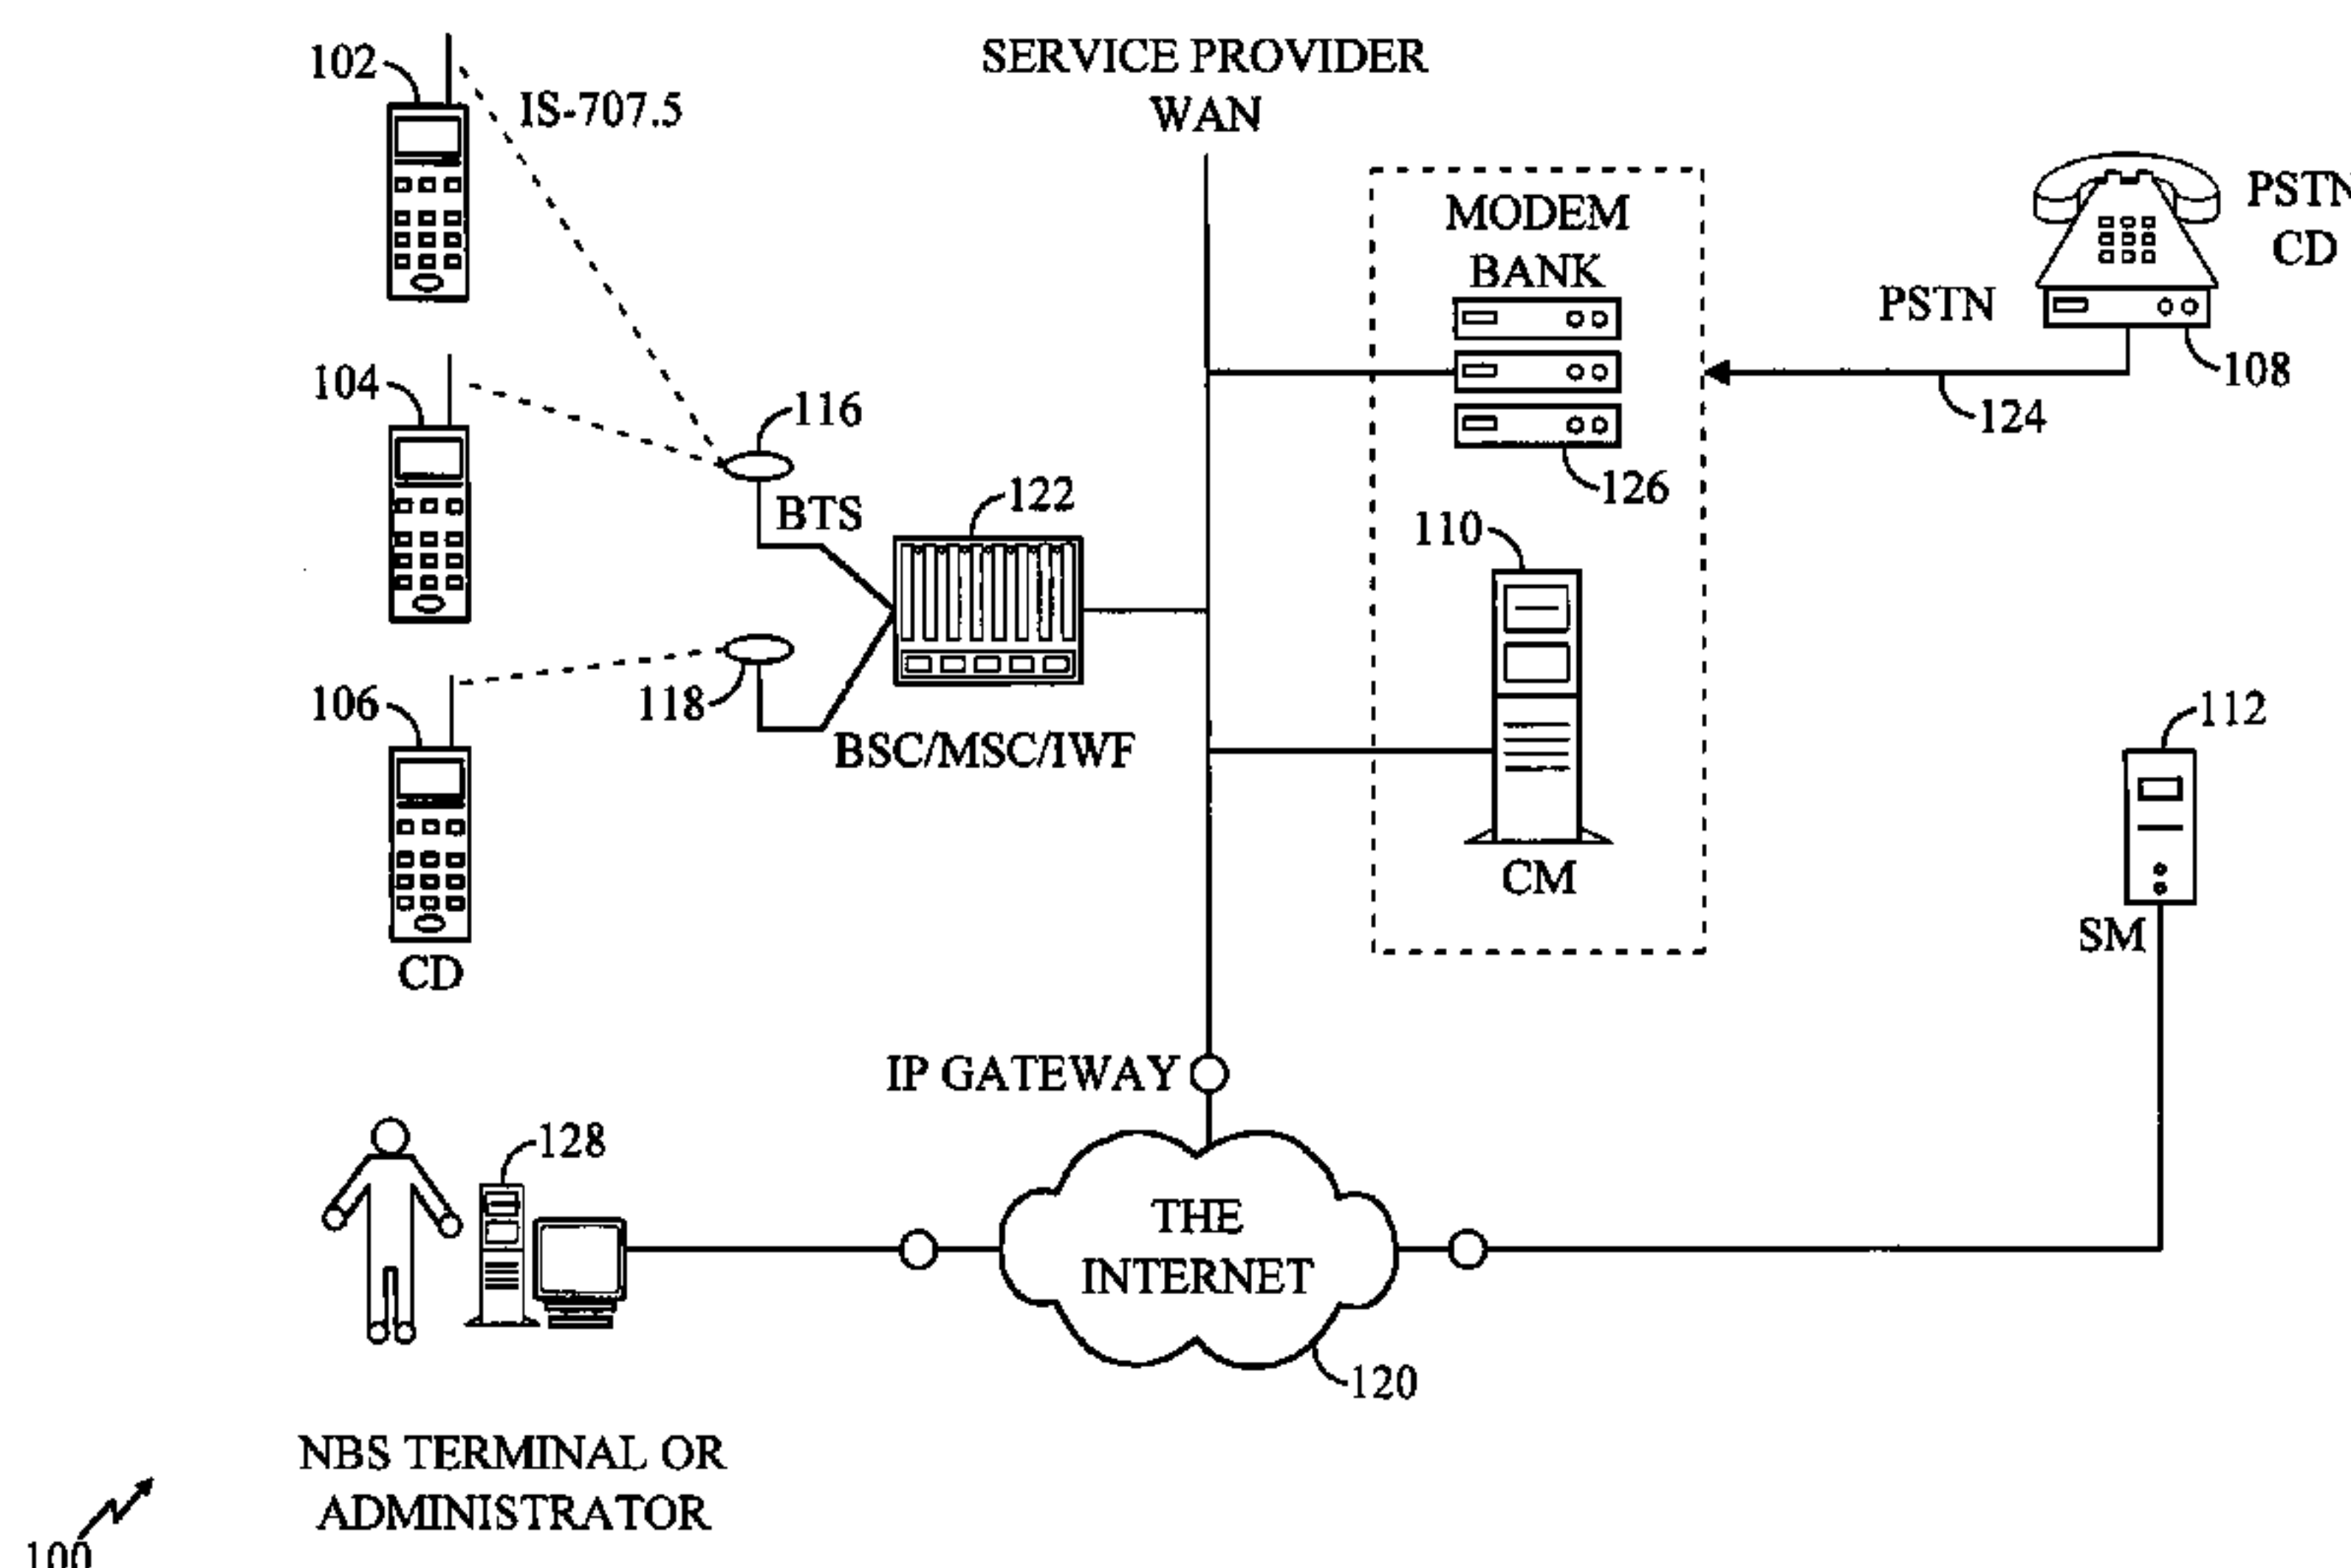 102
IS-707.5
SERVICE PROVIDER
WAN
MODEM
BANK
PSTN
CD
PSTN
108
124
104
116
126
BTS
122
110
106
118
BSC/MSC/IWF
112
CM
SM
CD
IP GATEWAY
128
THE
INTERNET
120
NBS TERMINAL OR
ADMINISTRATOR
100